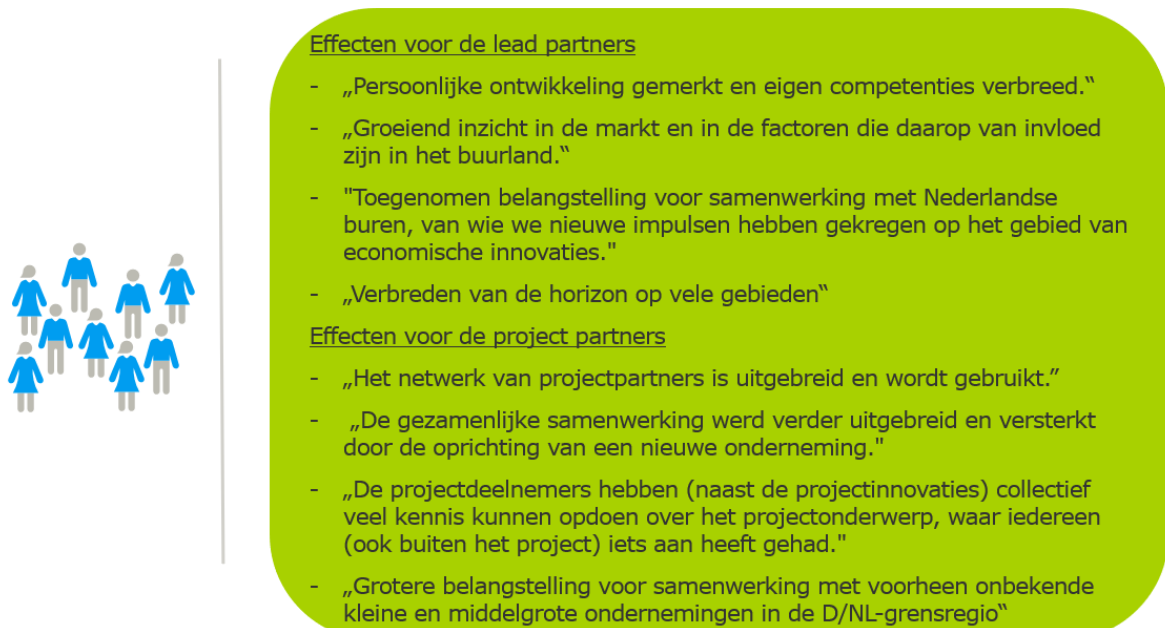 Effecten voor de lead partners
- „Persoonlijke ontwikkeling gemerkt en eigen competenties verbreed.“
- „Groeiend inzicht in de markt en in de factoren die daarop van invloed
zijn in het buurland.“
- "Toegenomen belangstelling voor samenwerking met Nederlandse
buren, van wie we nieuwe impulsen hebben gekregen op het gebied van
economische innovaties."
- „Verbreden van de horizon op vele gebieden“
Effecten voor de project partners
- „Het netwerk van projectpartners is uitgebreid en wordt gebruikt.”
- „De gezamenlijke samenwerking werd verder uitgebreid en versterkt
door de oprichting van een nieuwe onderneming."
- „De projectdeelnemers hebben (naast de projectinnovaties) collectief
veel kennis kunnen opdoen over het projectonderwerp, waar iedereen
(ook buiten het project) iets aan heeft gehad."
- „Grotere belangstelling voor samenwerking met voorheen onbekende
kleine en middelgrote ondernemingen in de D/NL-grensregio“